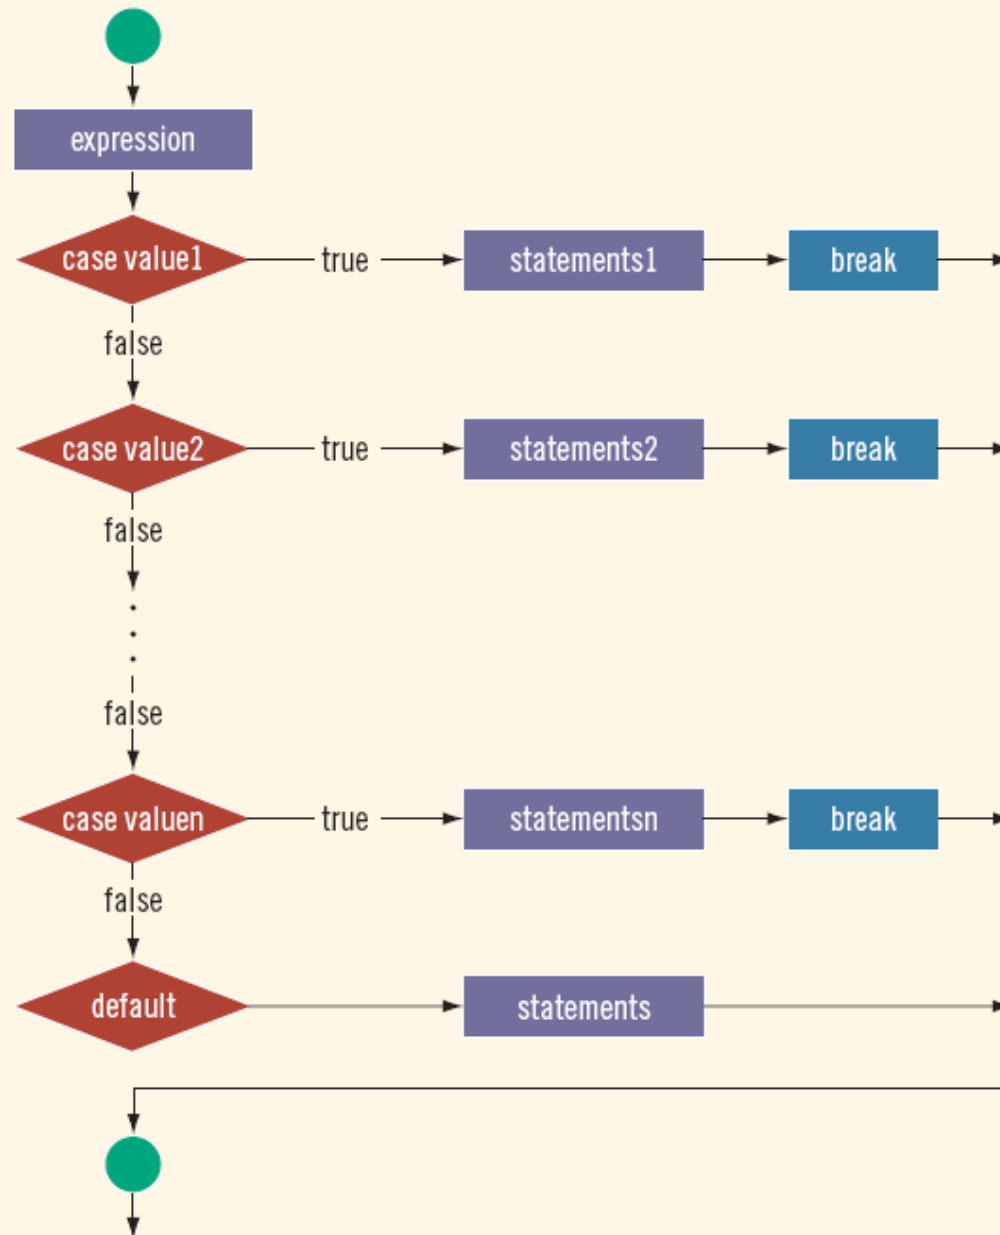 expression
case value1
true
statements1
break
false
case value2
true
statements2
break
false
false
case valuen
true
statementsn
break
false
default
statements